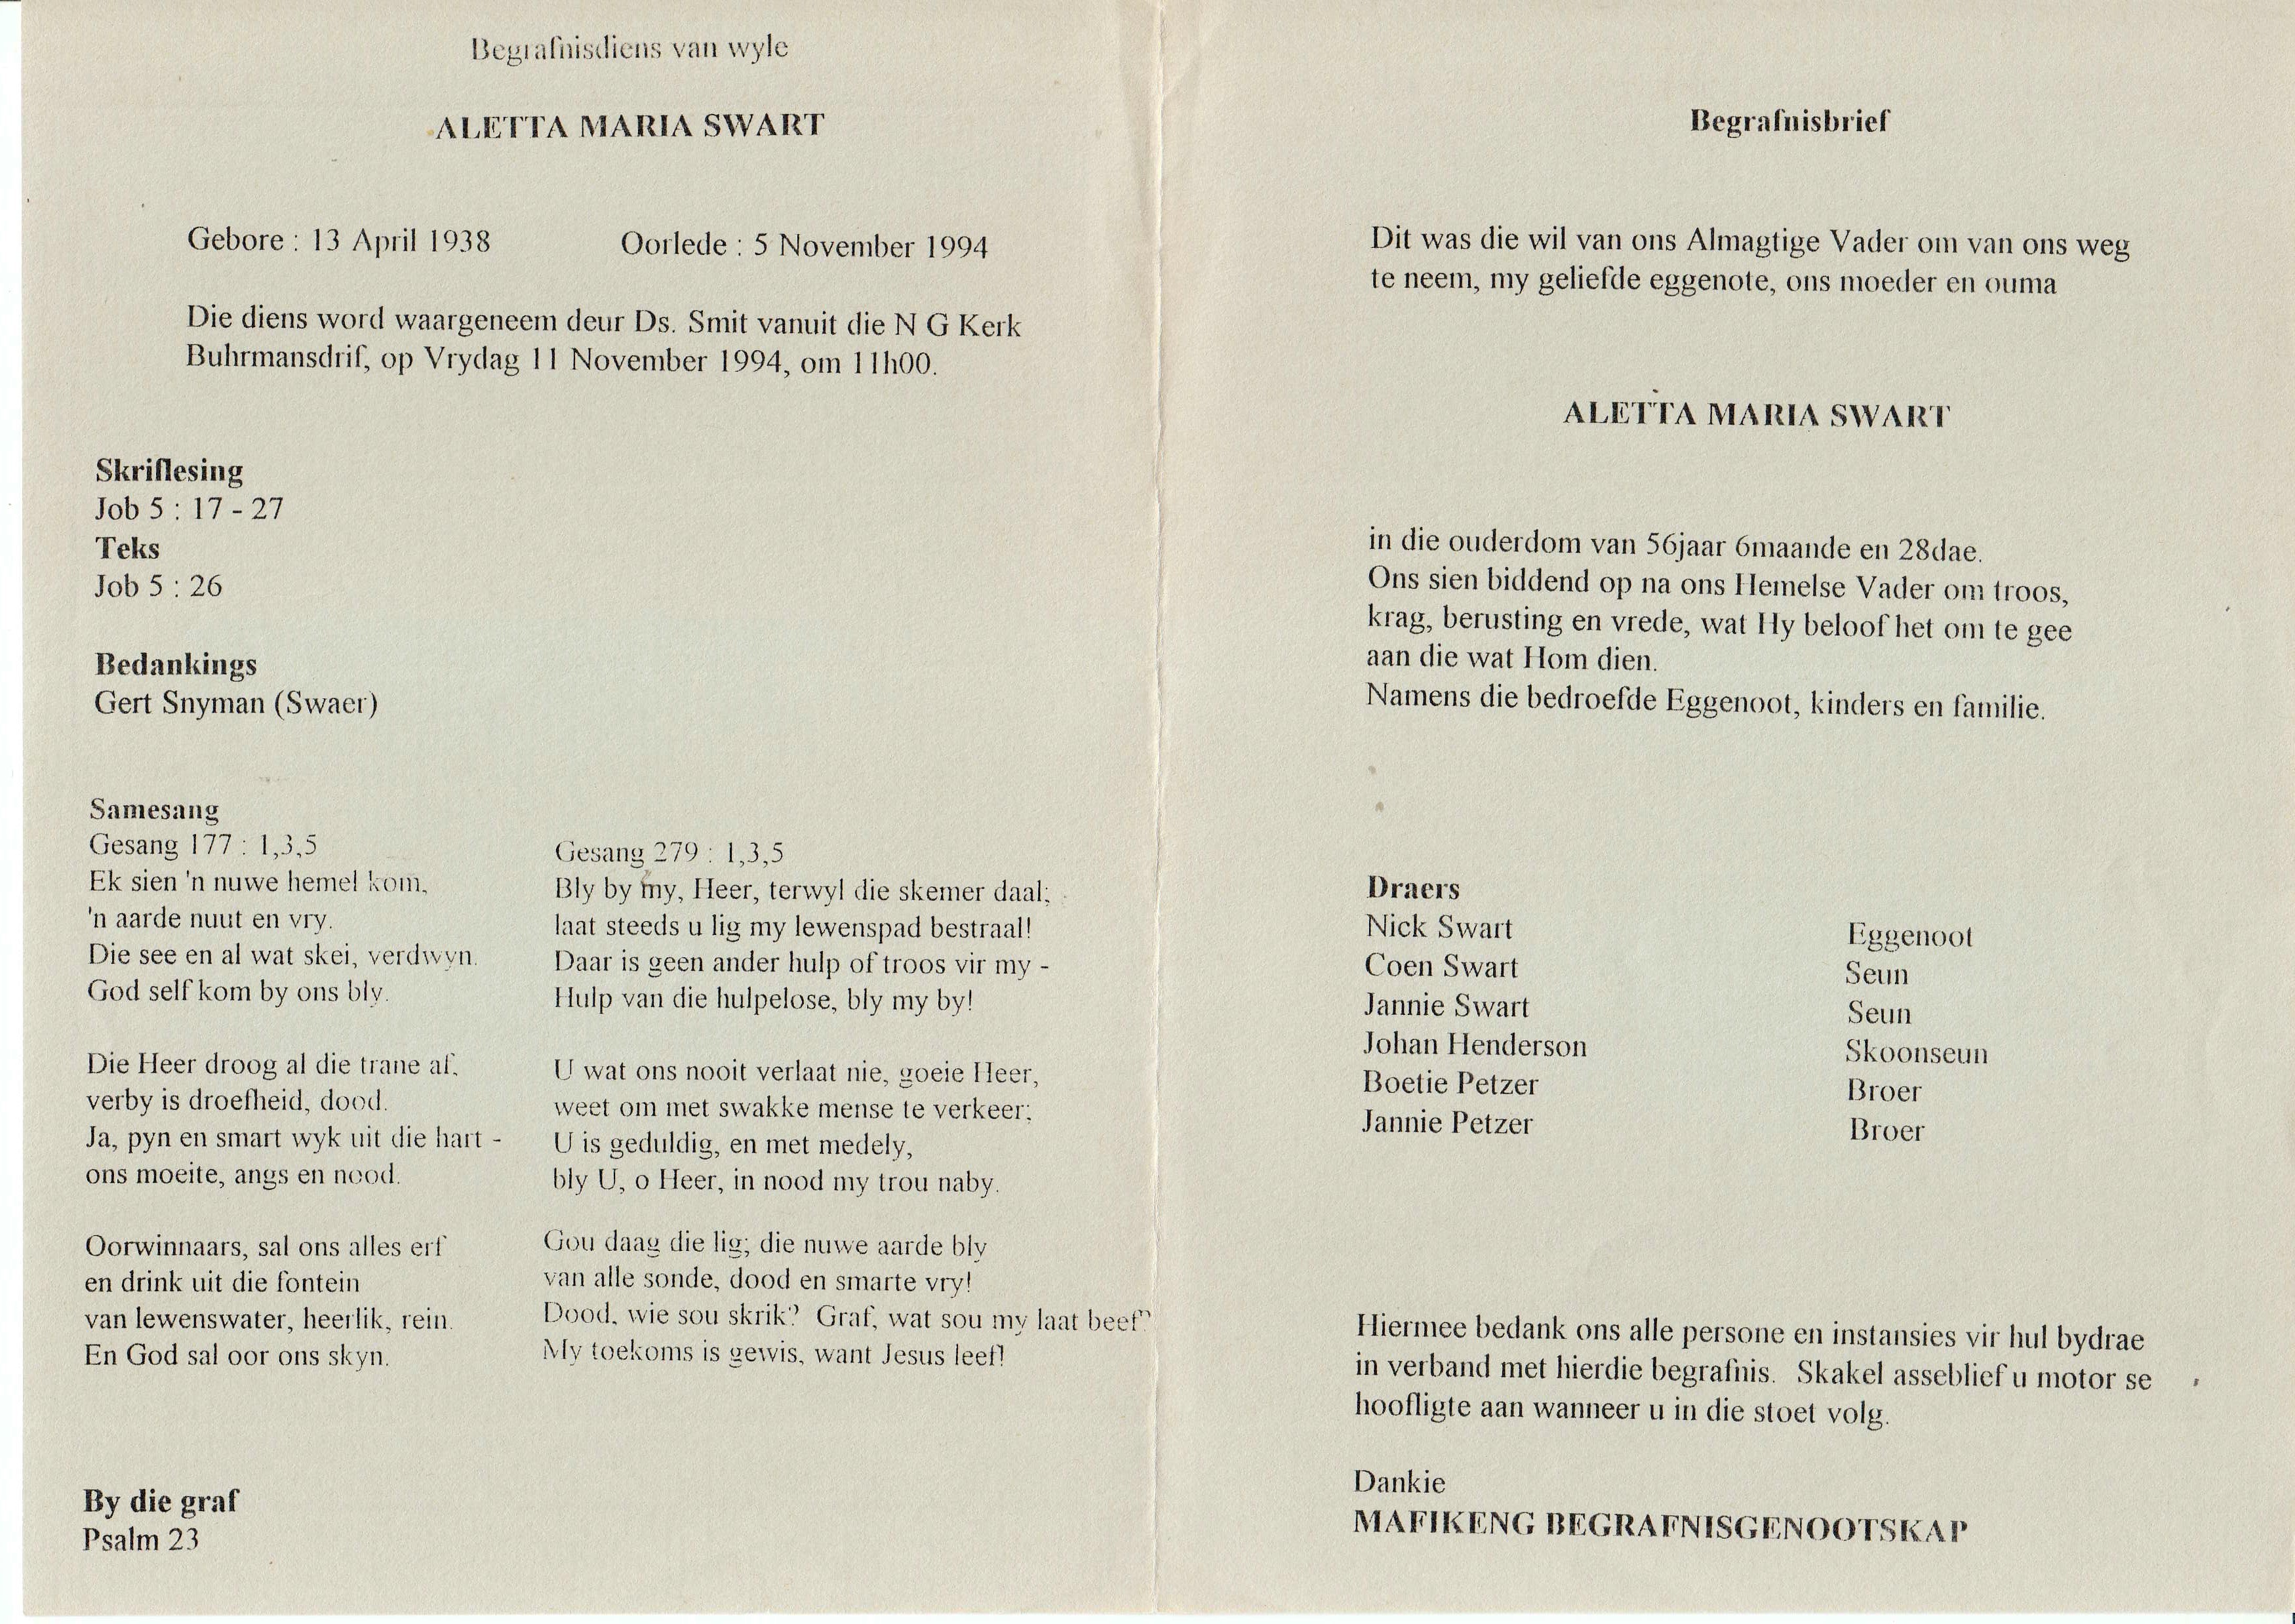 Begrafnisdiens van wyle
ALETTA MARIA SWART
Gebore : 13 April 1938 Oorlede : 5 November 1994
Die diens word waargeneem deur Ds. Smit vanuit die N G Kerk
Buhrmansdrif, op Vrydag 11 November 1994, om 11h00.
Skriflesing
Job 5 : 17 - 27
Teks
Job 5 : 26
Bedankings
Gert Snyman (Swaer)
Samesang
Gesang 177 : 1,3,5
Ek sien 'n nuwe hemel kom,
'n aarde nuut en vry.
Die see en al wat skei, verdwyn.
God self kom by ons bly.
Die Heer droog al die trane af,
verby is droefheid, dood.
Ja, pyn en smart wyk uit die hart -
ons moeite, angs en nood.
Oorwinnaars, sal ons alles erf
en drink uit die fontein
van lewenswater, heerlik, rein.
En God sal oor ons skyn.
Gesang 279 : 1,3,5
Bly by my, Heer, terwyl die skemer daal;
laat steeds u lig my lewenspad bestraal!
Daar is geen ander hulp of troos vir my -
Hulp van die hulpelose, bly my by!
U wat ons nooit verlaat nie, goeie Heer,
weet om met swakke mense te verkeer;
U is geduldig, en met medely,
bly U, o Heer, in nood my trou naby.
Gou daag die lig; die nuwe aarde bly
van alle sonde, dood en smarte vry!
Dood, wie sou skrik? Graf, wat sou my laat beef?
My toekoms is gewis, want Jesus leef!
By die graf
Psalm 23
Begrafnisbrief
Dit was die wil van ons Almagtige Vader om van ons weg
te neem, my geliefde eggenote, ons moeder en ouma
ALETTA MARIA SWART
in die ouderdom van 56jaar 6maande en 28dae.
Ons sien biddend op na ons Hemelse Vader om troos,
krag, berusting en vrede, wat Hy beloof het om te gee
aan die wat Hom dien.
Namens die bedroefde Eggenoot, kinders en familie.
Draers
Nick Swart Eggenoot
Coen Swart Seun
Jannie Swart Seun
Johan Henderson Skoonseun
Boetie Petzer Broer
Jannie Petzer Broer
Hiermee bedank ons alle persone en instansies vir hul bydrae
in verband met hierdie begrafnis. Skakel asseblief u motor se
hoofligte aan wanneer u in die stoet volg.
Dankie
MAFIKENG BEGRAFNISGENOOTSKAP